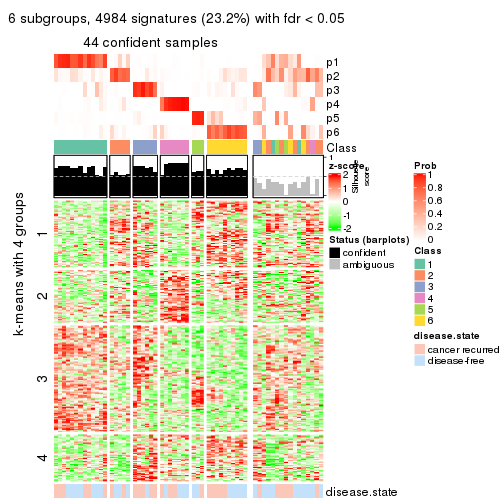 6 subgroups, 4984 signatures (23.2%) with fdr < 0.05
44 confident samples
p1
p2
p3
p4
p5
p6
Class
1
0.5
0
Silhouette
score
k-means with 4 groups
1
2
3
4
disease.state
z-score
2
1
0
-1
-2
Status (barplots)
confident
ambiguous
Prob
1
0.8
0.6
0.4
0.2
0
Class
1
2
3
4
5
6
disease.state
cancer recurred
disease-free